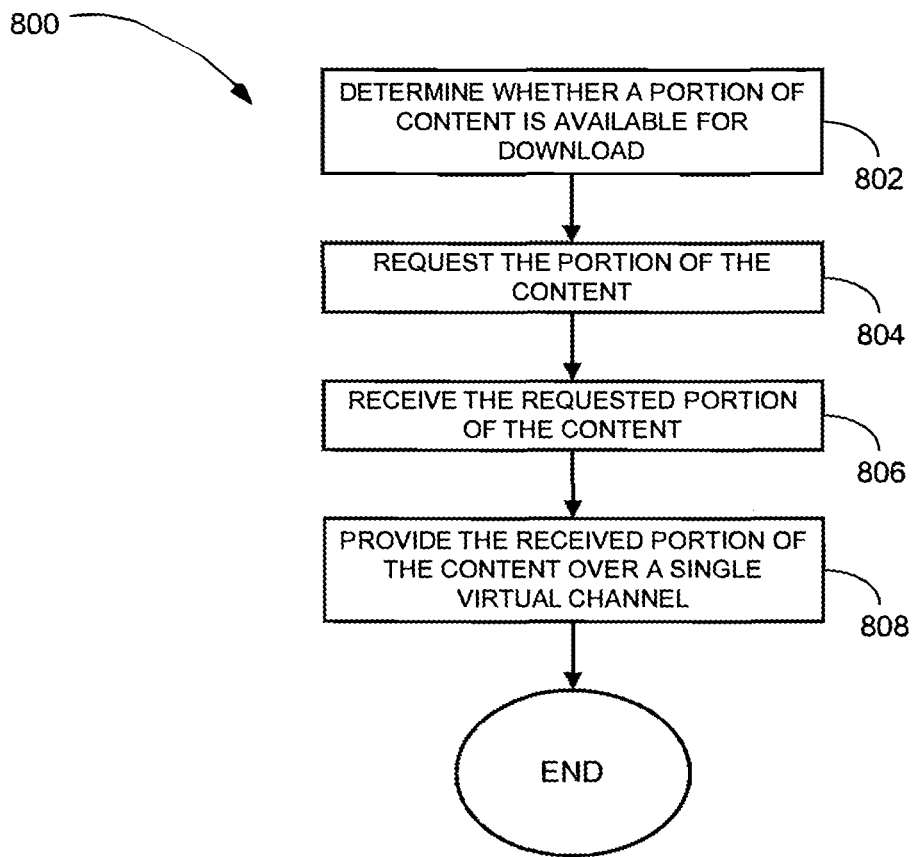 800
DETERMINE WHETHER A PORTION OF
CONTENT IS AVAILABLE FOR
DOWNLOAD
802
REQUEST THE PORTION OF THE
CONTENT
804
RECEIVE THE REQUESTED PORTION
OF THE CONTENT
806
PROVIDE THE RECEIVED PORTION OF
THE CONTENT OVER A SINGLE
VIRTUAL CHANNEL
808
END